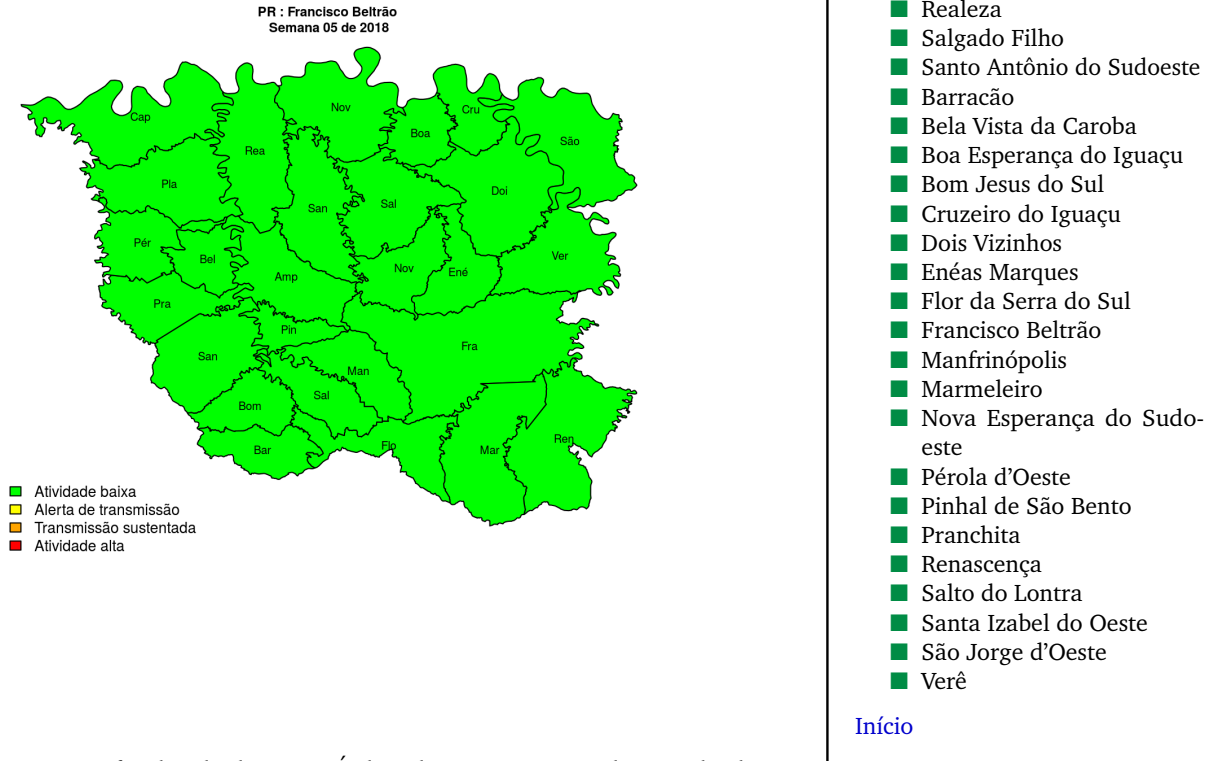 PR : Francisco Beltrão
Semana 05 de 2018
Cap
Nov
Cru
Boa
São
Rea
Pla
Doi
San
Sal
Pér
Bel
Ver
Nov
Ené
Amp
Pra
Pin
Fra
San
Man
Sal
Bom
Flo
Ren
Bar
Mar
Atividade baixa
Alerta de transmissão
Transmissão sustentada
Atividade alta
Realeza
Salgado Filho
Santo Antônio do Sudoeste
Barracão
Bela Vista da Caroba
Boa Esperança do Iguaçu
Bom Jesus do Sul
Cruzeiro do Iguaçu
Dois Vizinhos
Enéas Marques
Flor da Serra do Sul
Francisco Beltrão
Manfrinópolis
Marmeleiro
Nova Esperança do Sudo-
este
Pérola d'Oeste
Pinhal de São Bento
Pranchita
Renascença
Salto do Lontra
Santa Izabel do Oeste
São Jorge d'Oeste
Verê
Início